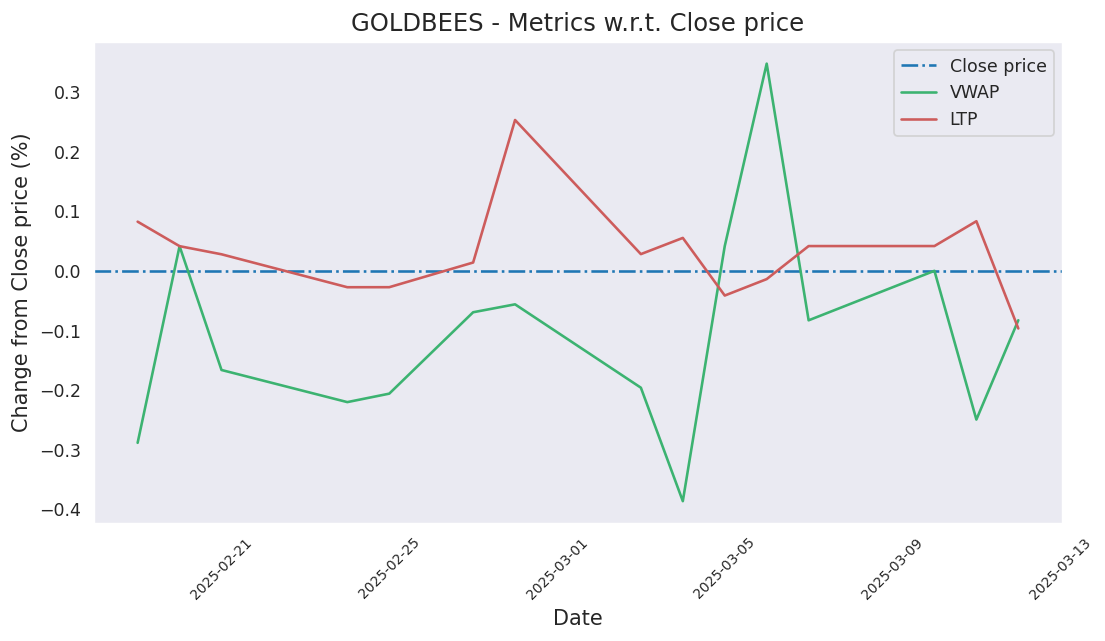 GOLDBEES - Metrics w.r.t. Close price
Close price
VWAP
LTP
Change from Close price (%)
0.3
0.2
0.1
0.0
−0.1
−0.2
−0.3
−0.4
2025-02-21
2025-02-25
2025-03-01
2025-03-05
2025-03-09
2025-03-13
Date